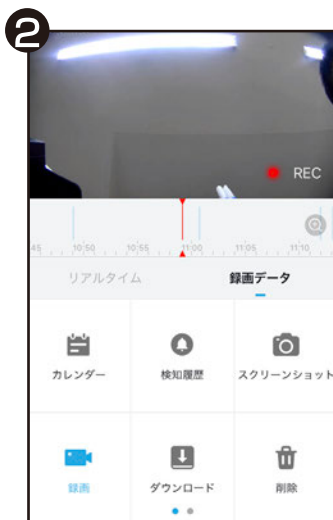 2
REC
45 10:50 10:55 11:00 11:05 11:10
リアルタイム 録画データ
カレンダー 検知履歴 スクリーンショット
録画 ダウンロード 削除